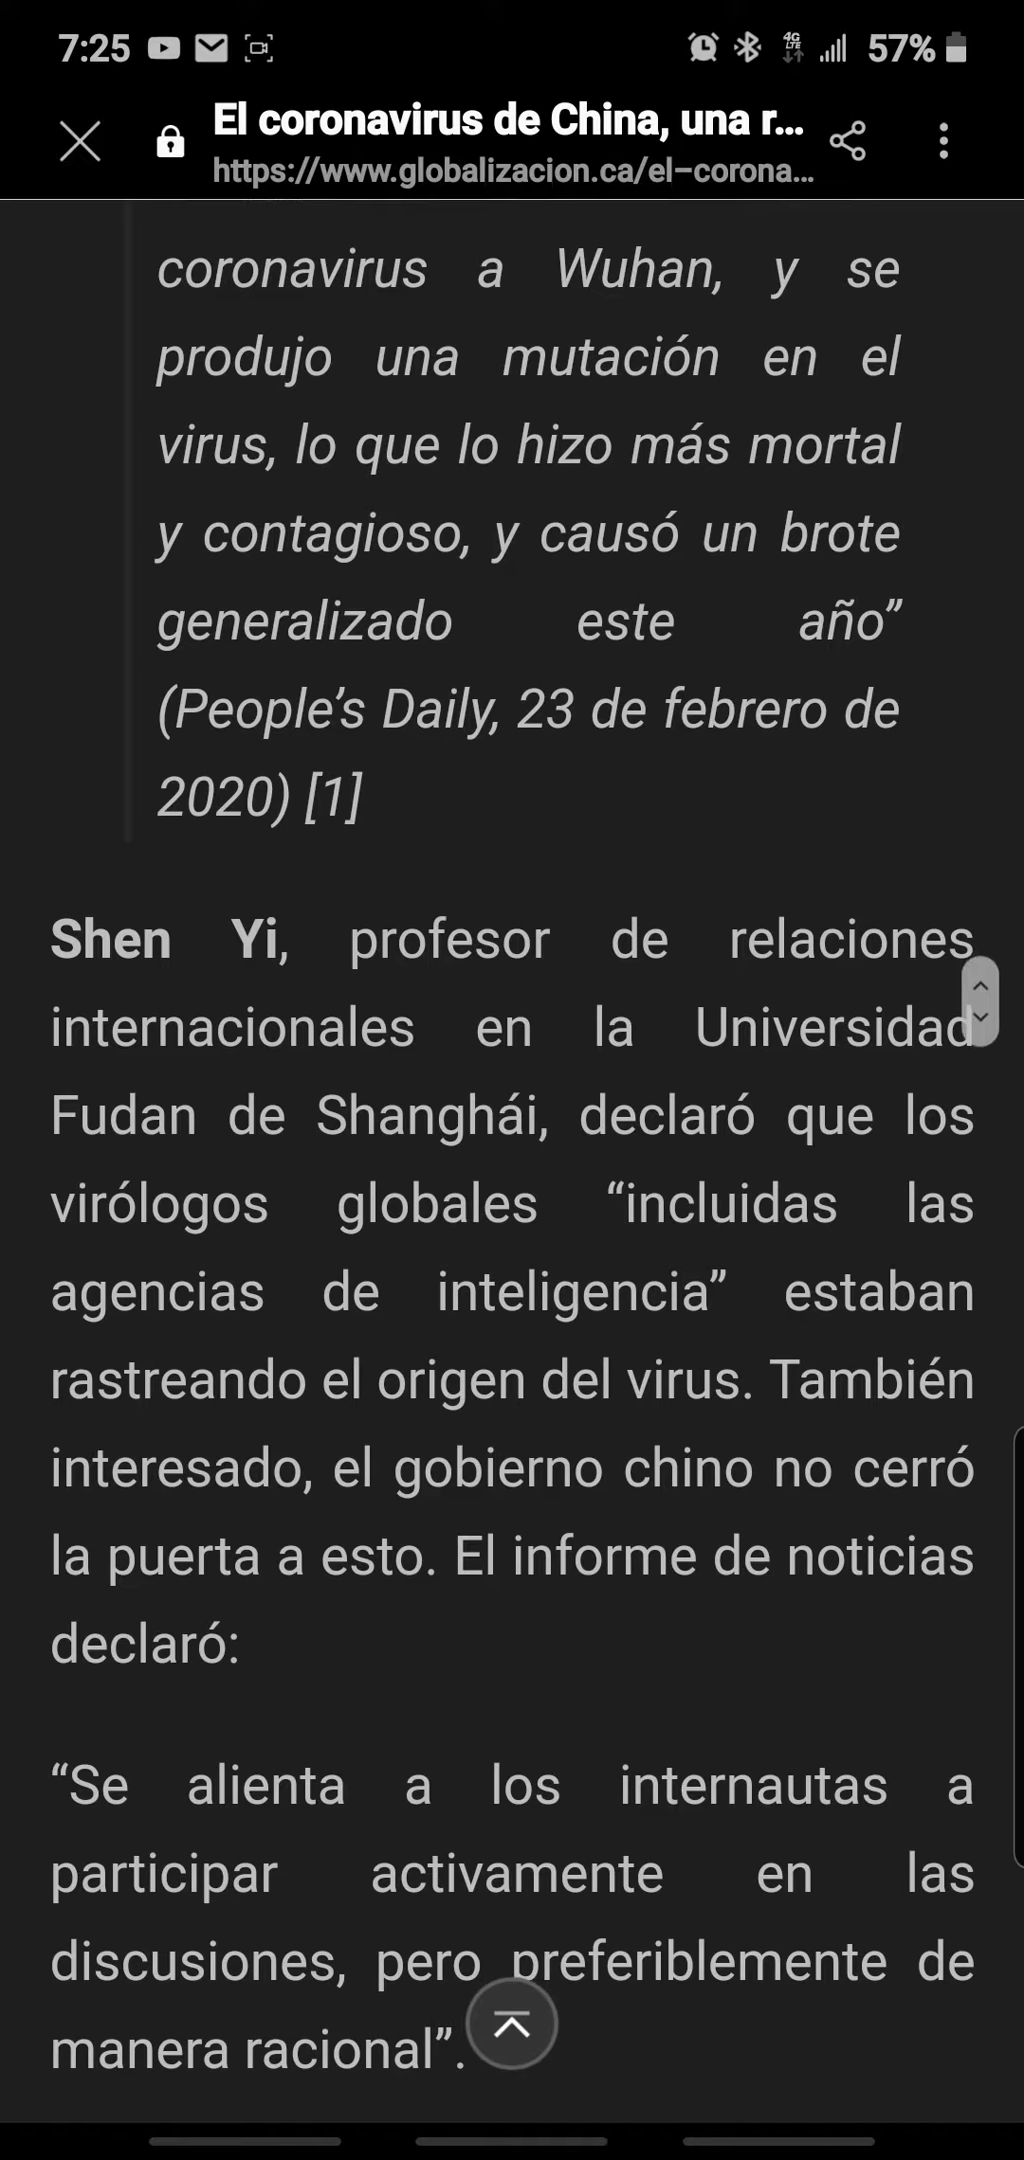 7:25
4G LTE 57%
El coronavirus de China, una r...
https://www.globalizacion.ca/el-corona...
coronavirus a Wuhan, y se
produjo una mutación en el
virus, lo que lo hizo más mortal
y contagioso, y causó un brote
generalizado este año”
(People’s Daily, 23 de febrero de
2020) [1]
Shen Yi, profesor de relaciones
internacionales en la Universidad
Fudan de Shanghái, declaró que los
virólogos globales “incluidas las
agencias de inteligencia” estaban
rastreando el origen del virus. También
interesado, el gobierno chino no cerró
la puerta a esto. El informe de noticias
declaró:
“Se alienta a los internautas a
participar activamente en las
discusiones, pero preferiblemente de
manera racional”.